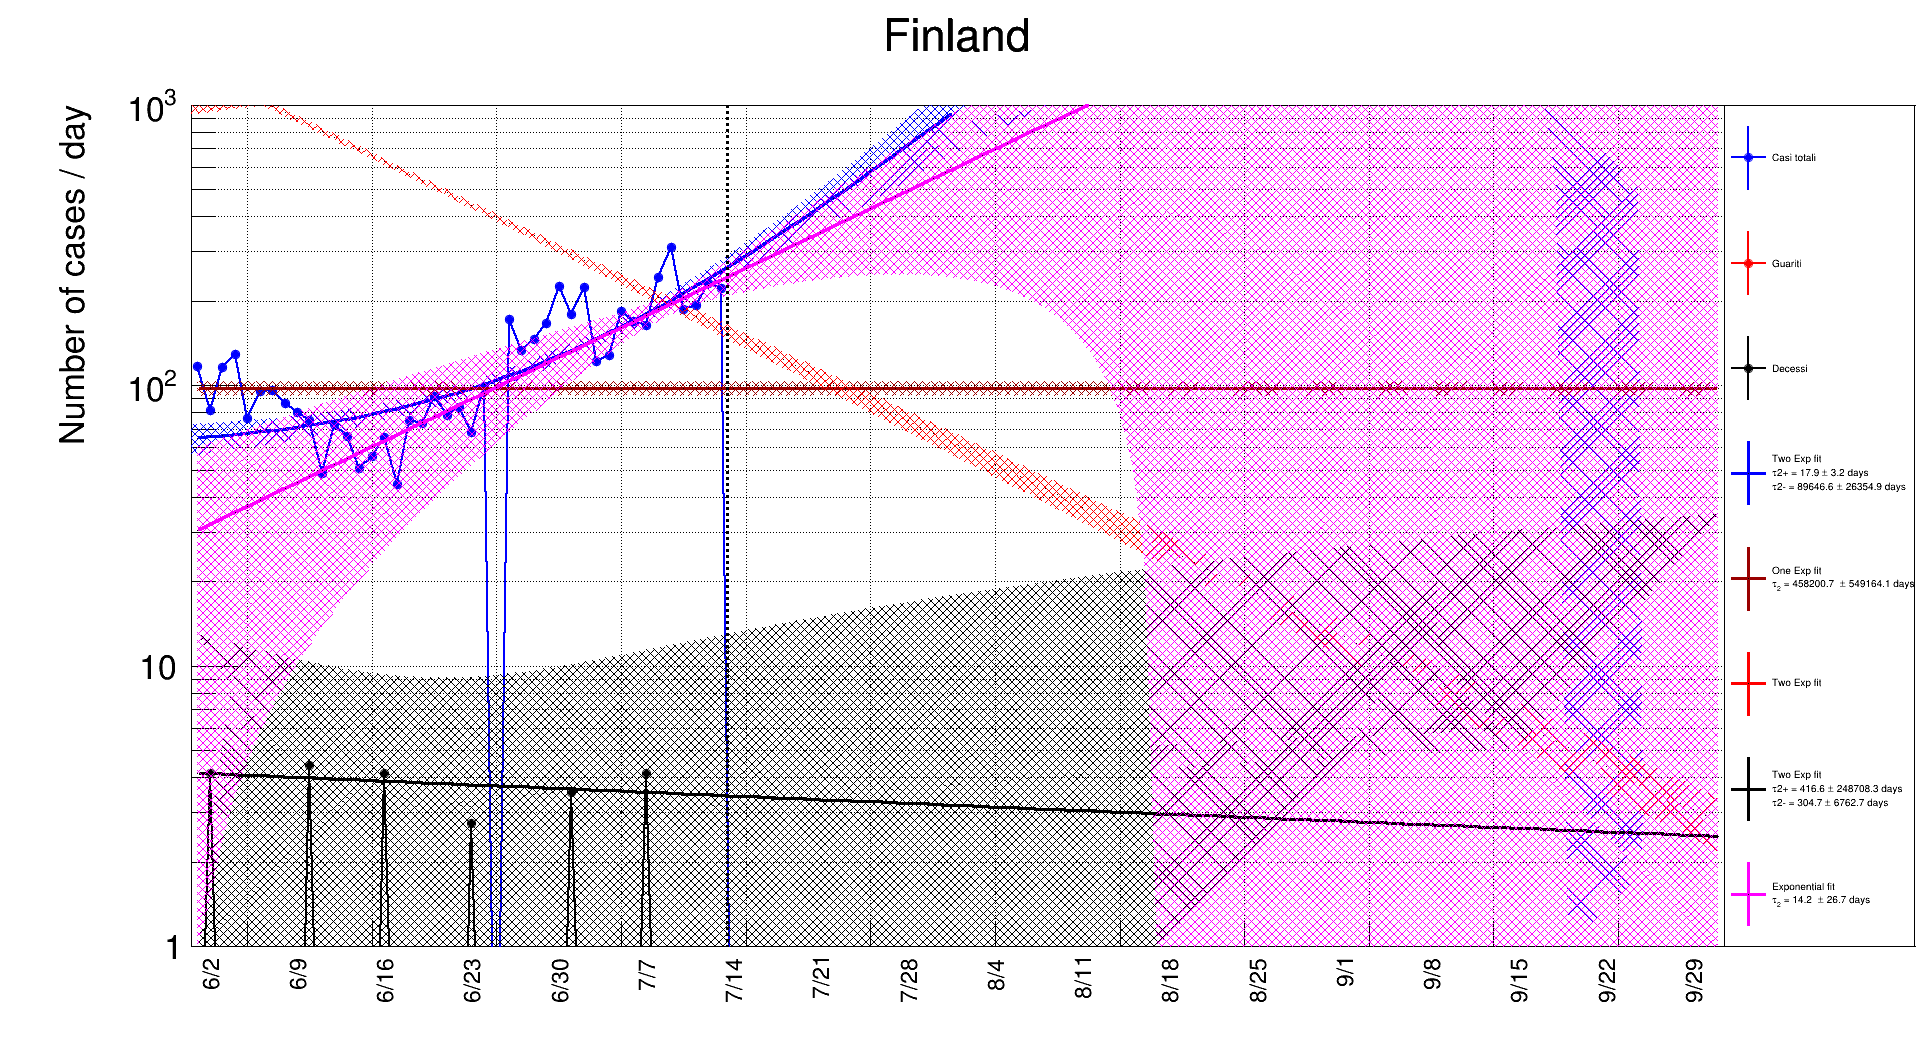 Finland
Number of cases / day
10³
10²
10
1
6/2
6/9
6/16
6/23
6/30
7/7
7/14
7/21
7/28
8/4
8/11
8/18
8/25
9/1
9/8
9/15
9/22
9/29
Casi totali
Guariti
Decessi
Two Exp fit
τ2+ = 17.9 ± 3.2 days
τ2- = 89646.6 ± 26354.9 days
One Exp fit
τ₂ = 458200.7 ± 549164.1 days
Two Exp fit
Two Exp fit
τ2+ = 416.6 ± 248708.3 days
τ2- = 304.7 ± 6762.7 days
Exponential fit
τ₂ = 14.2 ± 26.7 days